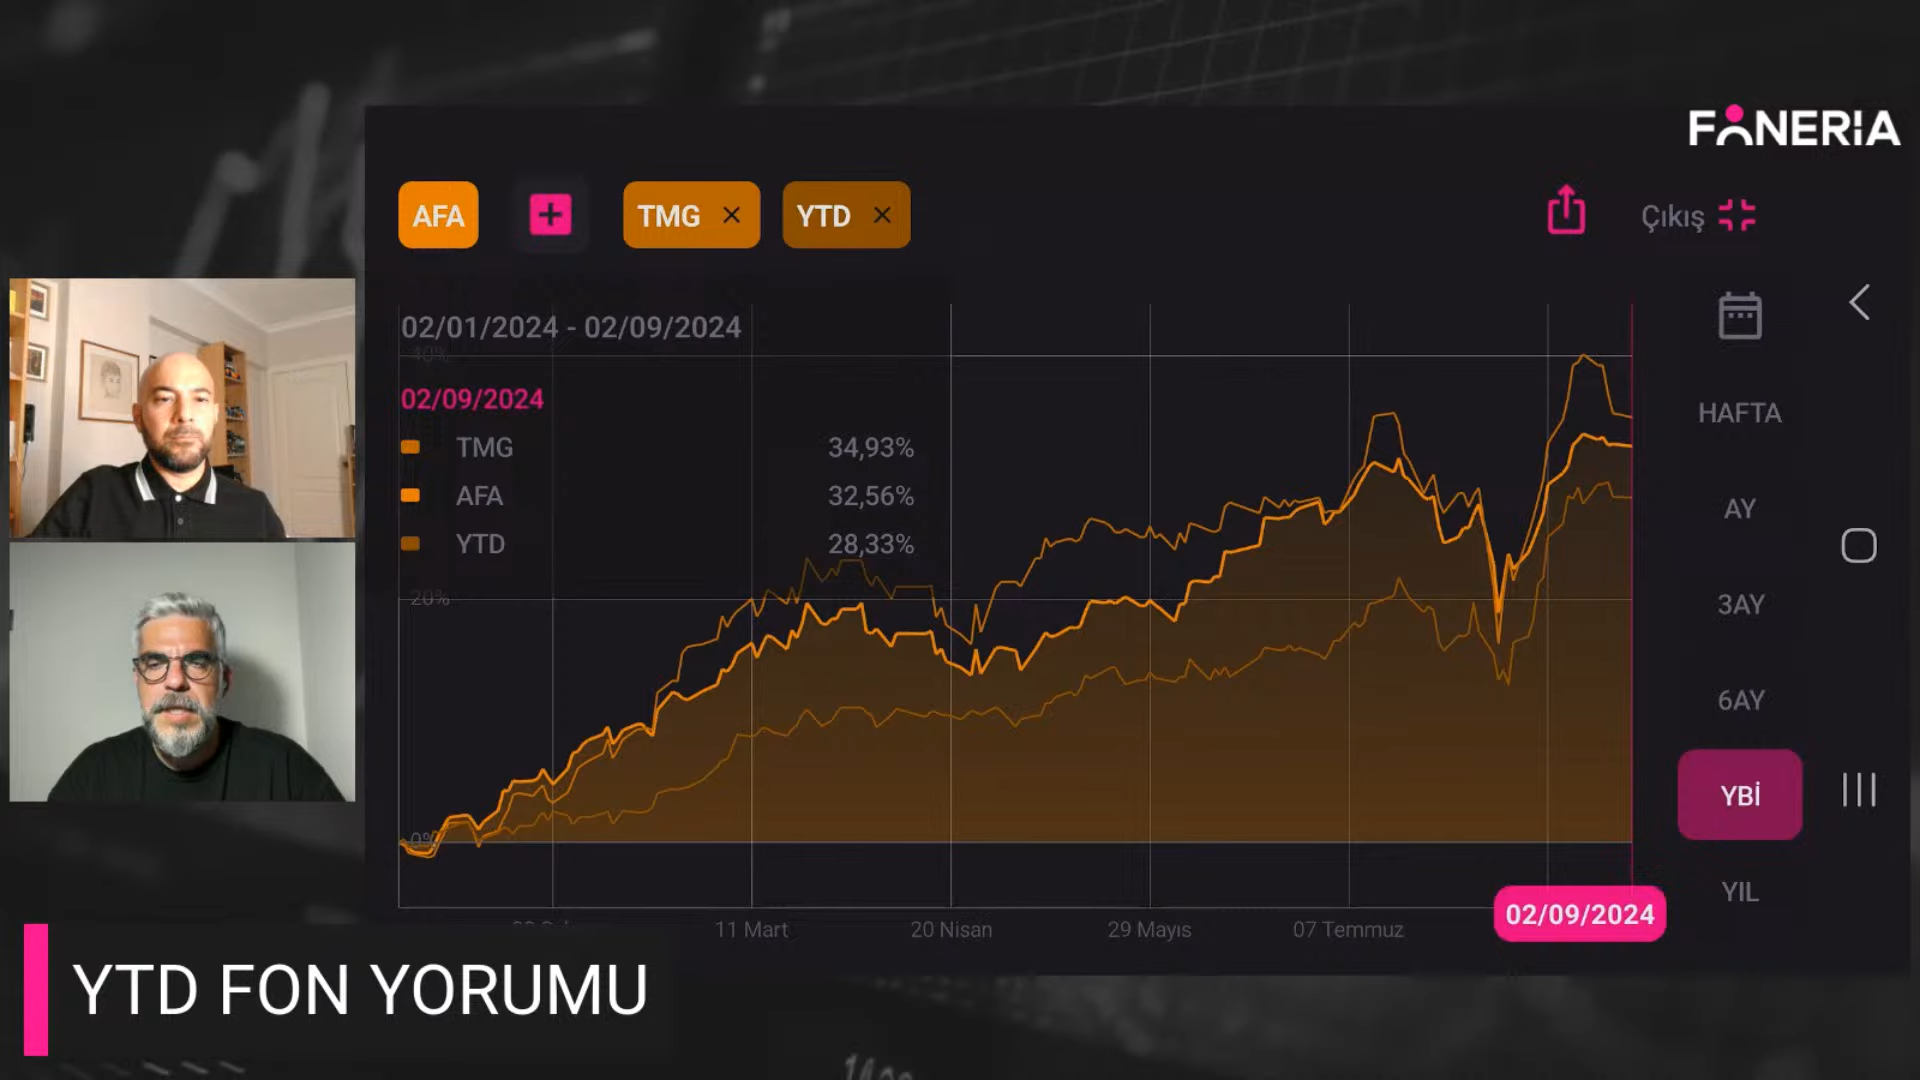 FONERIA
AFA
TMG
YTD
Çıkış
02/01/2024 - 02/09/2024
40%
02/09/2024
HAFTA
TMG 34,93%
AFA 32,56%
AY
YTD 28,33%
20%
3AY
6AY
YBİ
0%
YIL
02/09/2024
11 Mart
20 Nisan
29 Mayıs
07 Temmuz
YTD FON YORUMU